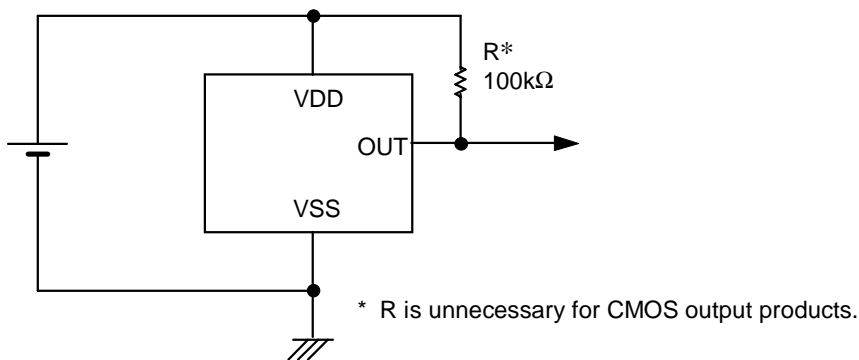 R*
100kΩ
VDD
OUT
VSS
* R is unnecessary for CMOS output products.